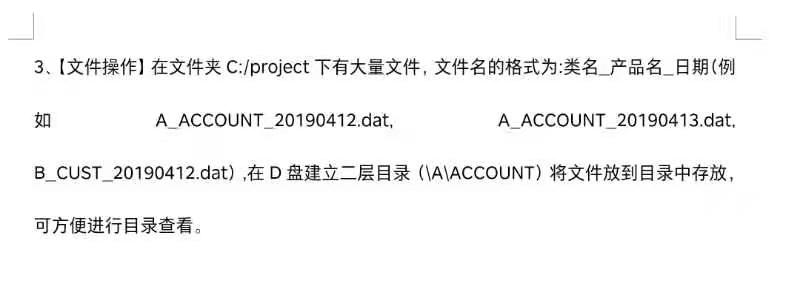 3、【文件操作】在文件夹 C:/project 下有大量文件，文件名的格式为:类名_产品名_日期(例
如 A_ACCOUNT_20190412.dat, A_ACCOUNT_20190413.dat,
B_CUST_20190412.dat) ,在 D 盘建立二层目录 (\A\ACCOUNT) 将文件放到目录中存放，
可方便进行目录查看。